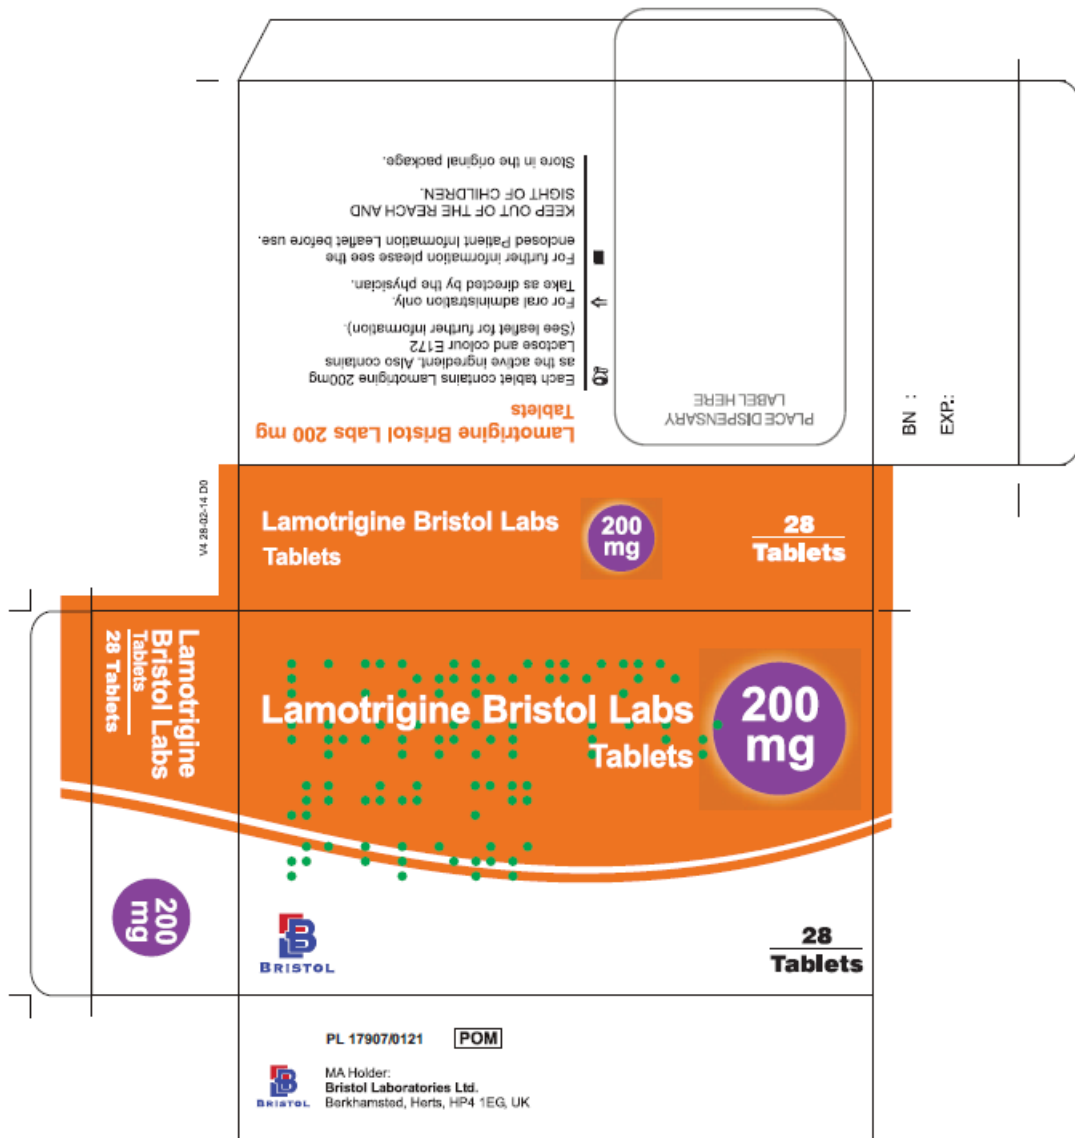 Lamotrigine Bristol Labs 200 mg
Tablets
Each tablet contains Lamotrigine 200mg
as the active ingredient. Also contains
Lactose and colour E172
(See leaflet for further information).
For oral administration only.
Take as directed by the physician.
For further information please see the
enclosed Patient Information Leaflet before use.
KEEP OUT OF THE REACH AND
SIGHT OF CHILDREN.
Store in the original package.
PLACE DISPENSARY
LABEL HERE
BN :
EXP.:
V4 28-02-14 D0
Lamotrigine Bristol Labs
Tablets
200
mg
28
Tablets
Lamotrigine
Bristol Labs
Tablets
28 Tablets
200
mg
Lamotrigine Bristol Labs
Tablets
200
mg
BRISTOL
28
Tablets
PL 17907/0121 POM
BRISTOL
MA Holder:
Bristol Laboratories Ltd.
Berkhamsted, Herts, HP4 1EG, UK